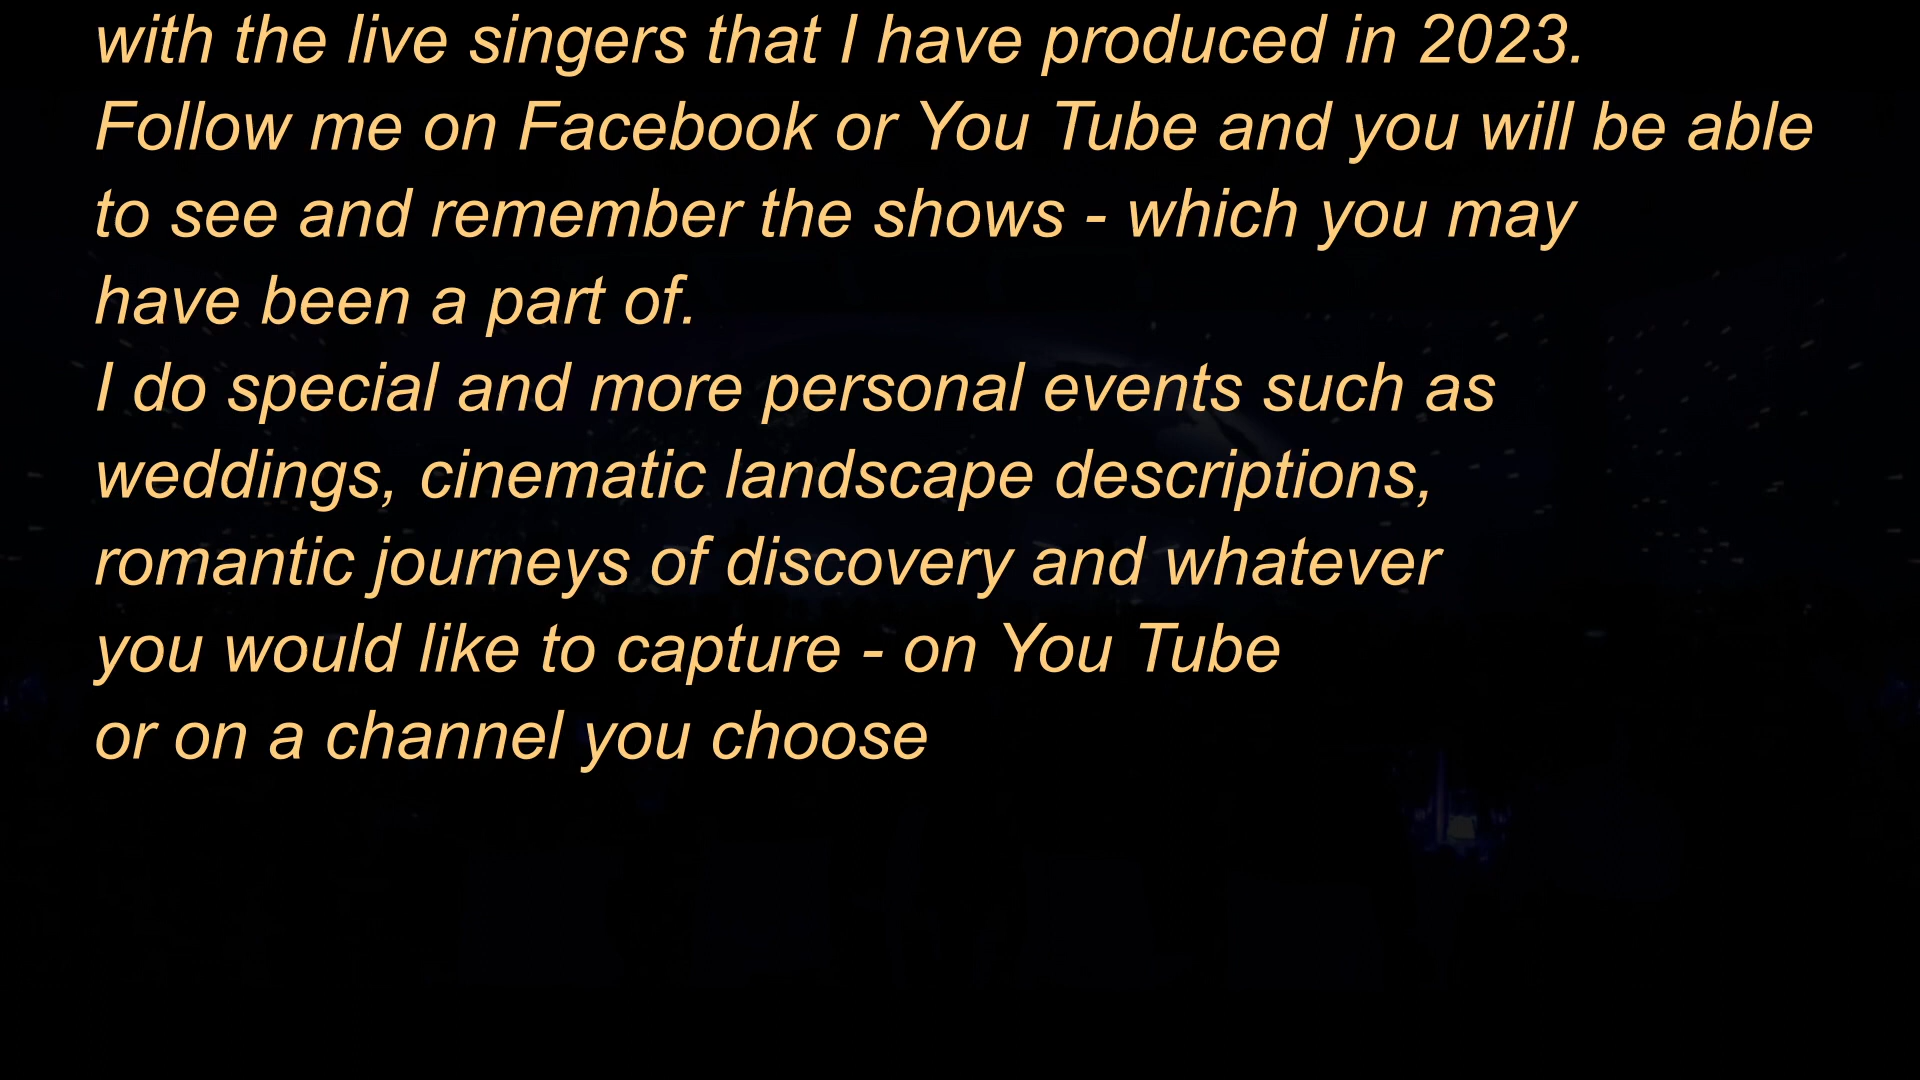 with the live singers that I have produced in 2023.
Follow me on Facebook or You Tube and you will be able
to see and remember the shows - which you may
have been a part of.
I do special and more personal events such as
weddings, cinematic landscape descriptions,
romantic journeys of discovery and whatever
you would like to capture - on You Tube
or on a channel you choose